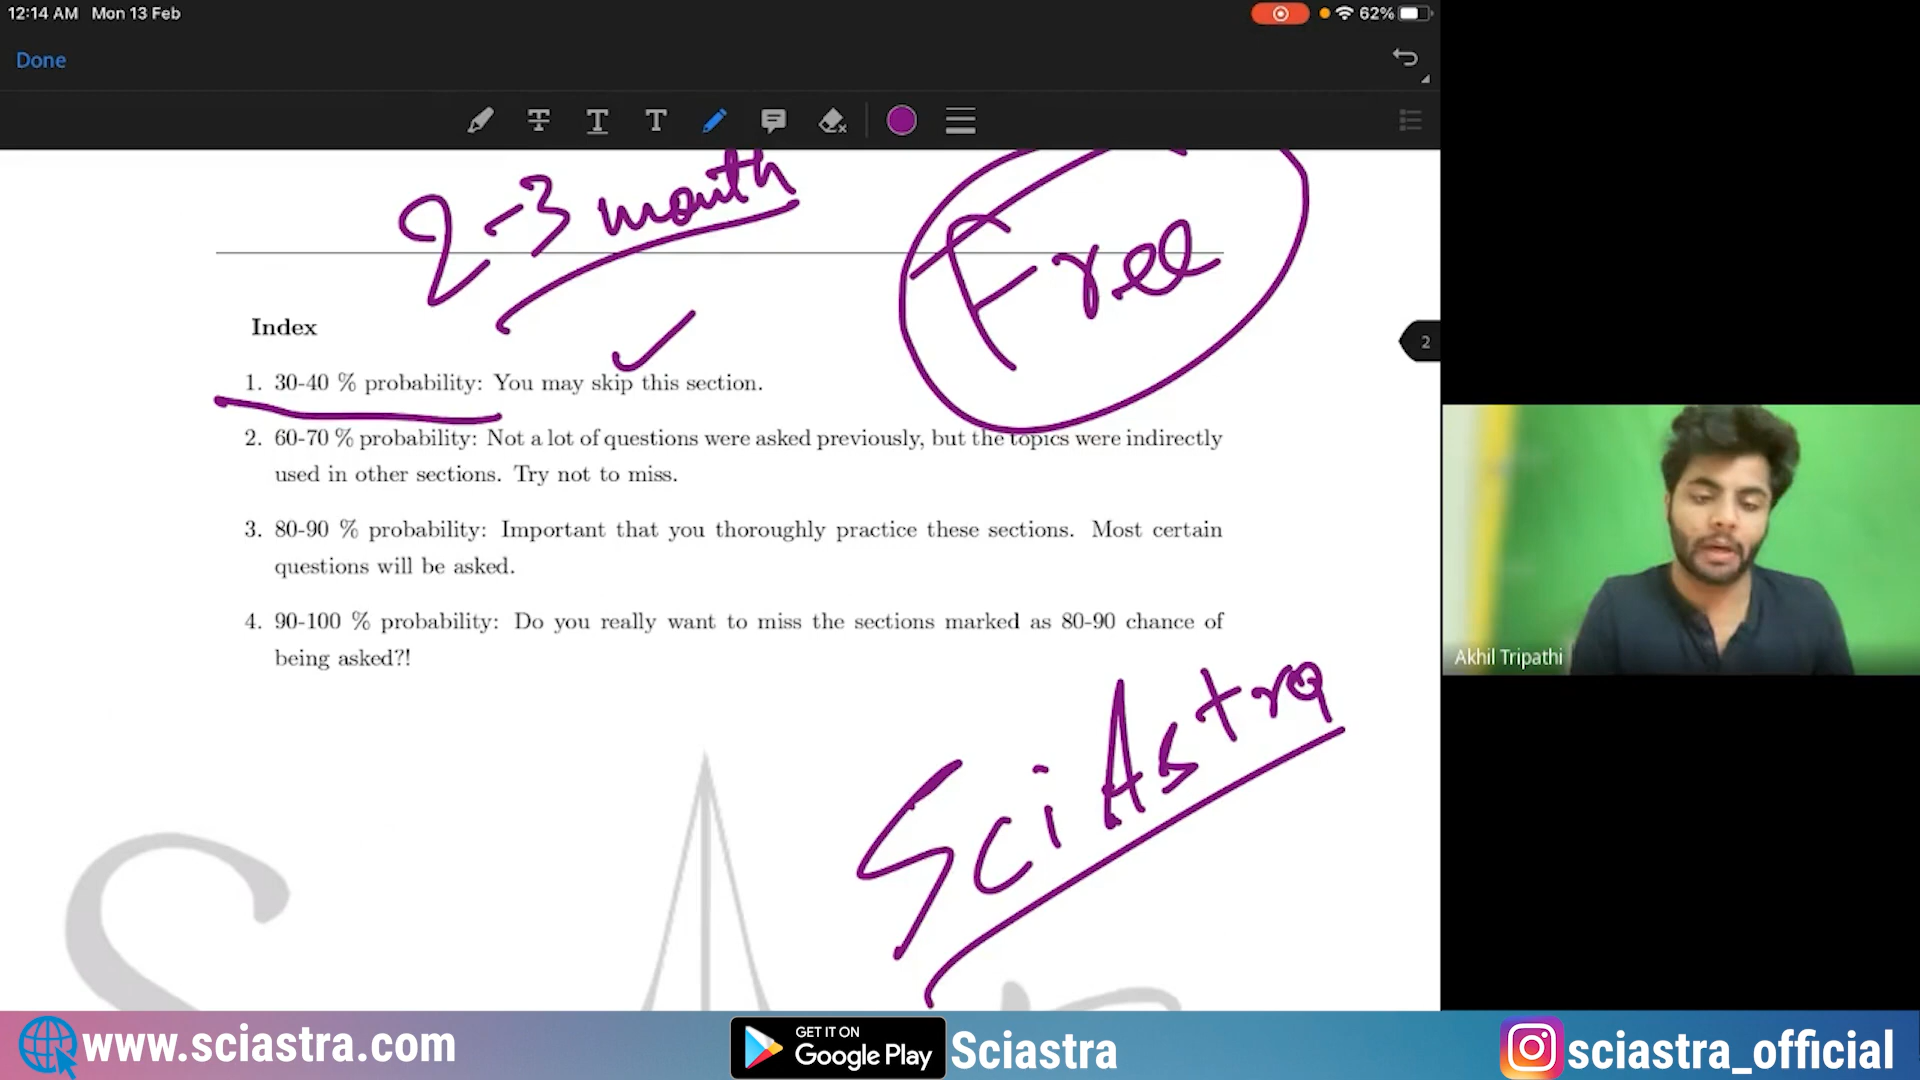 12:14 AM Mon 13 Feb
62%
Done
T T T
2-3 month
Free
Index
2
1. 30-40 % probability: You may skip this section.
2. 60-70 % probability: Not a lot of questions were asked previously, but the topics were indirectly
used in other sections. Try not to miss.
3. 80-90 % probability: Important that you thoroughly practice these sections. Most certain
questions will be asked.
4. 90-100 % probability: Do you really want to miss the sections marked as 80-90 chance of
being asked?!
Akhil Tripathi
SciAstra
www.sciastra.com
GET IT ON
Google Play
Sciastra
sciastra_official